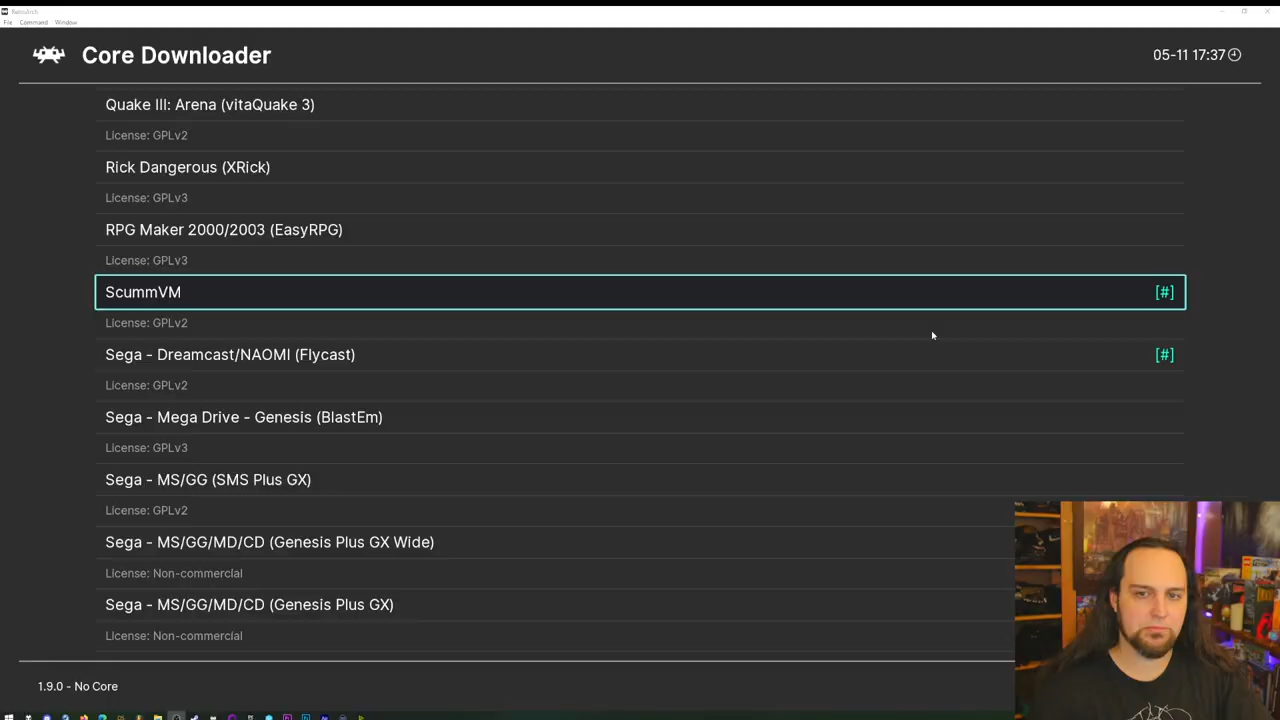 RetroArch
File Command Window
Core Downloader
05-11 17:37
Quake III: Arena (vitaQuake 3)
License: GPLv2
Rick Dangerous (XRick)
License: GPLv3
RPG Maker 2000/2003 (EasyRPG)
License: GPLv3
ScummVM [#]
License: GPLv2
Sega - Dreamcast/NAOMI (Flycast) [#]
License: GPLv2
Sega - Mega Drive - Genesis (BlastEm)
License: GPLv3
Sega - MS/GG (SMS Plus GX)
License: GPLv2
Sega - MS/GG/MD/CD (Genesis Plus GX Wide)
License: Non-commercial
Sega - MS/GG/MD/CD (Genesis Plus GX)
License: Non-commercial
1.9.0 - No Core